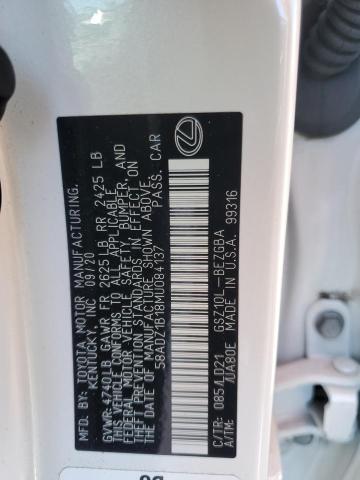 MFD. BY: TOYOTA MOTOR MANUFACTURING,
KENTUCKY, INC 09/20
GVWR: 4740LB GAWR FR 2625 LB RR 2425 LB
THIS VEHICLE CONFORMS TO ALL APPLICABLE
FEDERAL MOTOR VEHICLE SAFETY, BUMPER, AND
THEFT PREVENTION STANDARDS IN EFFECT ON
THE DATE OF MANUFACTURE SHOWN ABOVE.
58ADZ1B18MU084137 PASS. CAR
C/TR: 085/LD21 GSZ10L-BEZGBA
A/TM: /UA80E MADE IN U.S.A. 99316